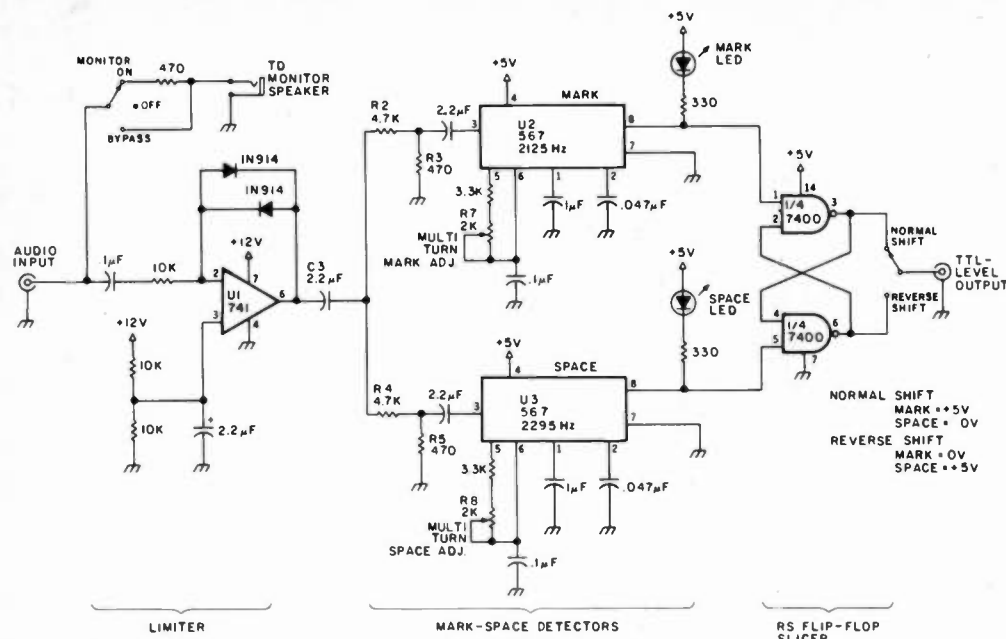 MONITOR
ON
470
TO
MONITOR
SPEAKER
OFF
BYPASS
1N914
1N914
AUDIO
INPUT
.1µF
10K
+12V
2
7
U1
741
6
3
4
C3
2.2µF
+12V
10K
10K
+
2.2µF
R2
4.7K
R3
470
2.2µF
+5V
4
MARK
3
U2
567
2125 Hz
8
7
5
6
1
2
3.3K
R7
2K
MULTI
TURN
MARK ADJ.
1µF
.047µF
.1µF
+5V
MARK
LED
330
R4
4.7K
R5
470
2.2µF
+5V
4
SPACE
3
U3
567
2295 Hz
8
7
5
6
1
2
3.3K
R8
2K
MULTI
TURN
SPACE ADJ.
1µF
.047µF
.1µF
+5V
SPACE
LED
330
+5V
14
1
2
1/4
7400
3
4
5
1/4
7400
6
7
NORMAL
SHIFT
REVERSE
SHIFT
TTL-
LEVEL
OUTPUT
NORMAL SHIFT
MARK = +5V
SPACE = 0V
REVERSE SHIFT
MARK = 0V
SPACE = +5V
LIMITER
MARK-SPACE DETECTORS
RS FLIP-FLOP
SLICER